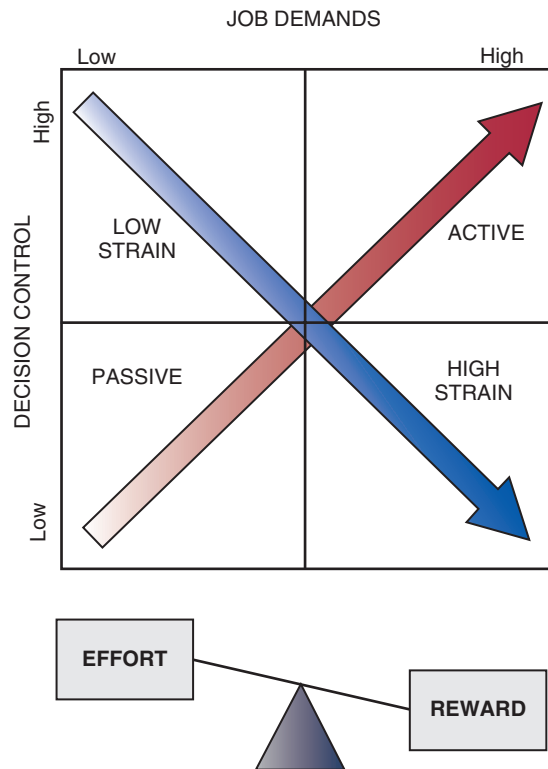 JOB DEMANDS
Low High
High
DECISION CONTROL
Low
LOW
STRAIN
ACTIVE
PASSIVE
HIGH
STRAIN
EFFORT
REWARD